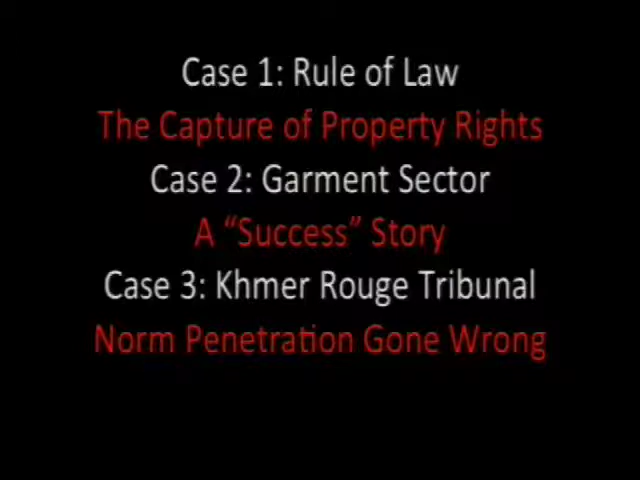 Case 1: Rule of Law
The Capture of Property Rights
Case 2: Garment Sector
A “Success” Story
Case 3: Khmer Rouge Tribunal
Norm Penetration Gone Wrong